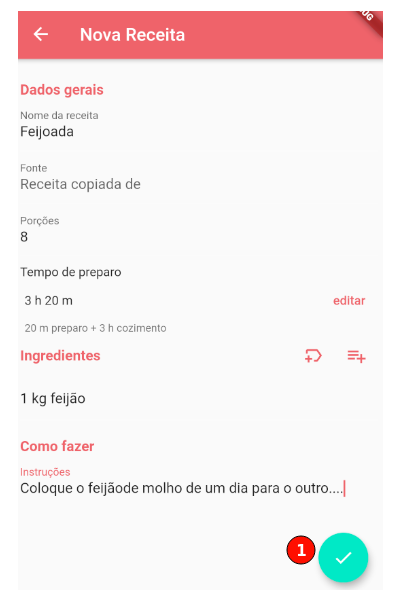 Nova Receita
Dados gerais
Nome da receita
Feijoada
Fonte
Receita copiada de
Porções
8
Tempo de preparo
3 h 20 m
editar
20 m preparo + 3 h cozimento
Ingredientes
1 kg feijão
Como fazer
Instruções
Coloque o feijãode molho de um dia para o outro....
1